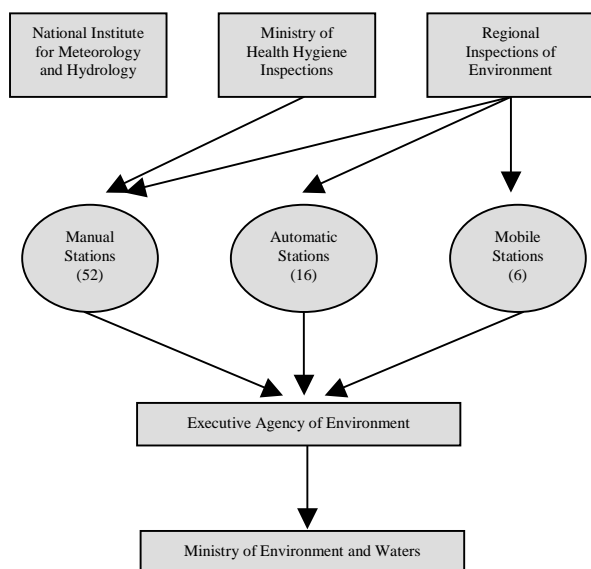 National Institute
for Meteorology
and Hydrology
Ministry of
Health Hygiene
Inspections
Regional
Inspections of
Environment
Manual
Stations
(52)
Automatic
Stations
(16)
Mobile
Stations
(6)
Executive Agency of Environment
Ministry of Environment and Waters